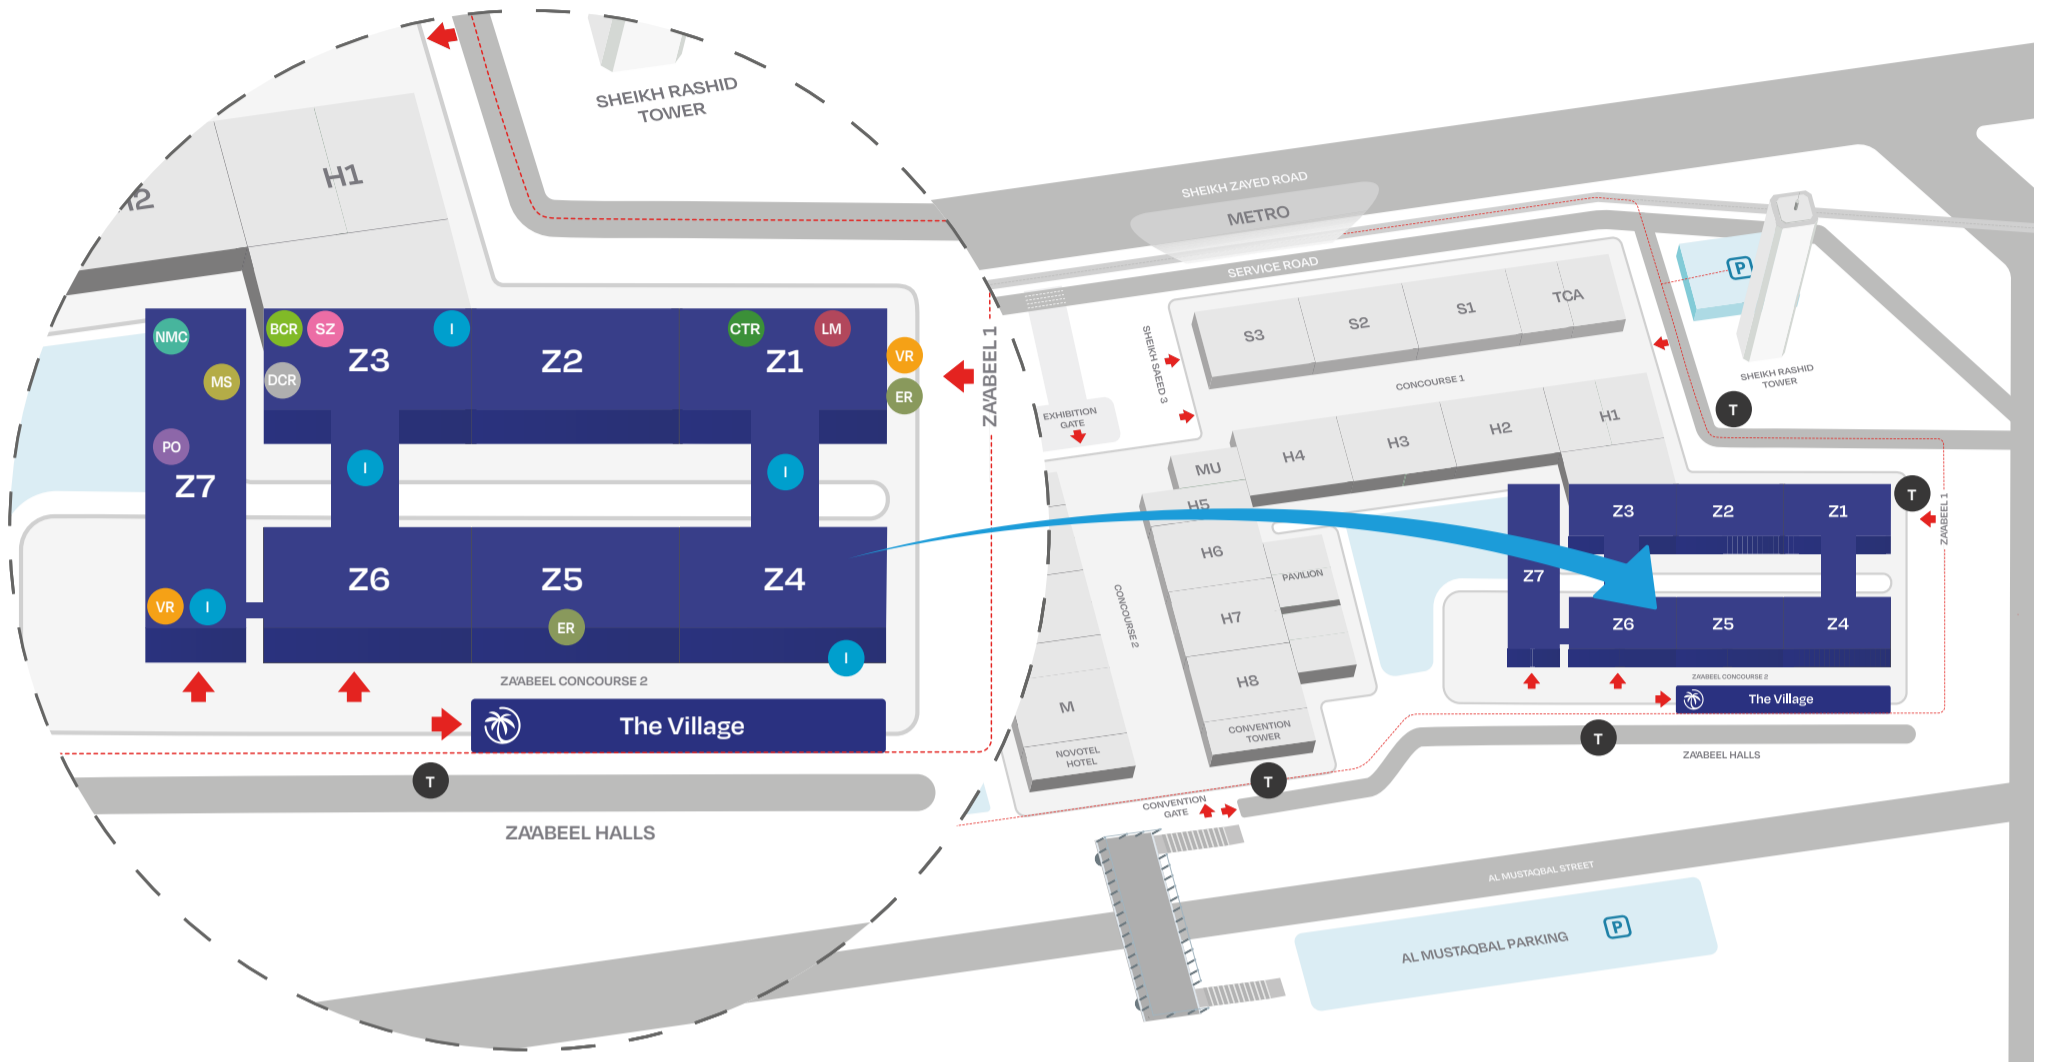 SHEIKH RASHID
TOWER
H1
NMC
BCR
SZ
I
CTR
LM
Z3
Z2
Z1
VR
MS
DCR
ER
ZA'ABEEL 1
PO
I
I
Z7
Z6
Z5
Z4
VR
I
ER
I
ZA'ABEEL CONCOURSE 2
The Village
T
ZA'ABEEL HALLS
SHEIKH ZAYED ROAD
METRO
SERVICE ROAD
P
SHEIKH RASHID
TOWER
S3
S2
S1
TCA
SHEIKH SAEED 3
CONCOURSE 1
EXHIBITION
GATE
T
MU
H4
H3
H2
H1
H5
H6
H7
H8
PAVILION
CONCOURSE 2
CONVENTION
TOWER
M
NOVOTEL
HOTEL
T
ZA'ABEEL 1
Z3
Z2
Z1
Z7
Z6
Z5
Z4
ZA'ABEEL CONCOURSE 2
The Village
T
ZA'ABEEL HALLS
T
CONVENTION
GATE
AL MUSTAQBAL STREET
AL MUSTAQBAL PARKING
P